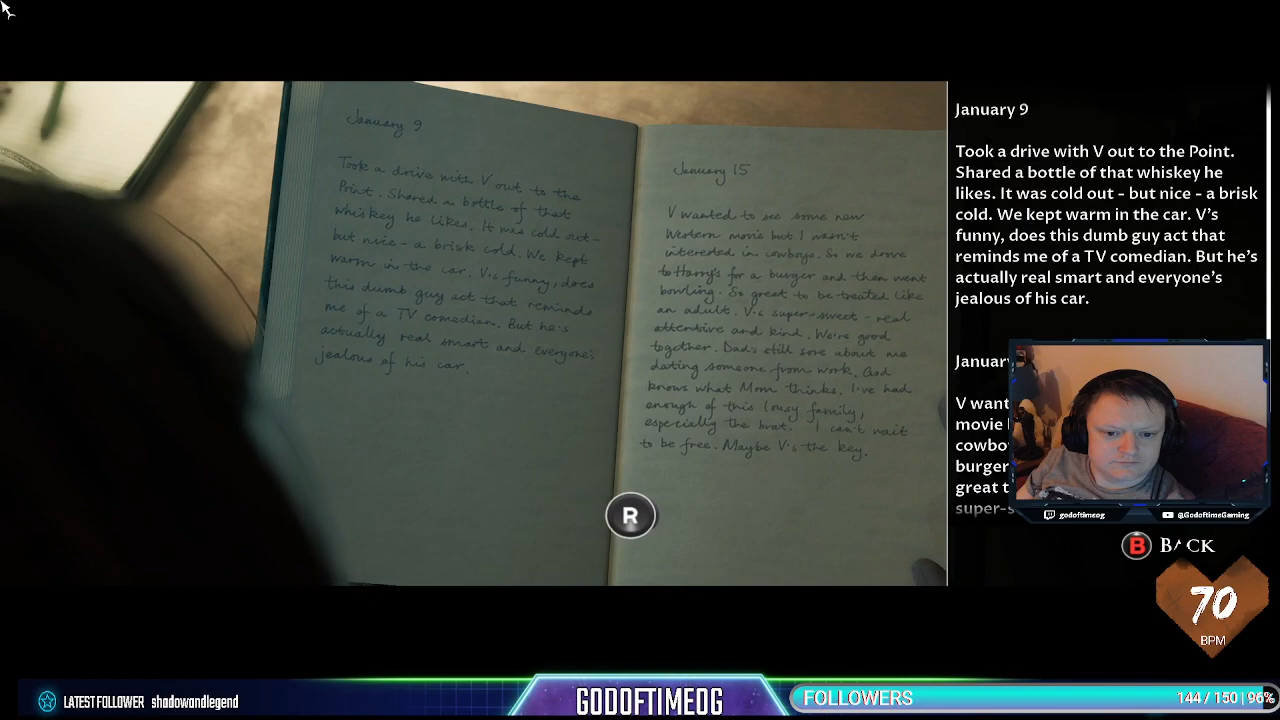 January 9
Took a drive with V out to the
Point. Shared a bottle of that
whiskey he likes. It was cold out -
but nice - a brisk cold. We kept
warm in the car. V's funny, does
this dumb guy act that reminds
me of a TV comedian. But he's
actually real smart and everyone's
jealous of his car.
January 15
V wanted to see some new
Western movie but I wasn't
interested in cowboys. So we drove
to Harry's for a burger and then went
bowling. So great to be treated like
an adult. V's super-sweet - real
attentive and kind. We're good
together. Dad's still sore about me
dating someone from work. God
knows what Mom thinks. I've had
enough of this lousy family,
especially the brat. I can't wait
to be free. Maybe V's the key.
R
January 9
Took a drive with V out to the Point.
Shared a bottle of that whiskey he
likes. It was cold out - but nice - a brisk
cold. We kept warm in the car. V's
funny, does this dumb guy act that
reminds me of a TV comedian. But he's
actually real smart and everyone's
jealous of his car.
Januar
V want
movie
cowbo
burger
great t
super-s
godoftimeog
@GodoftimeGaming
B BACK
70
BPM
LATEST FOLLOWER shadowandlegend
GODOFTIMEOG
FOLLOWERS
144 / 150 | 96%